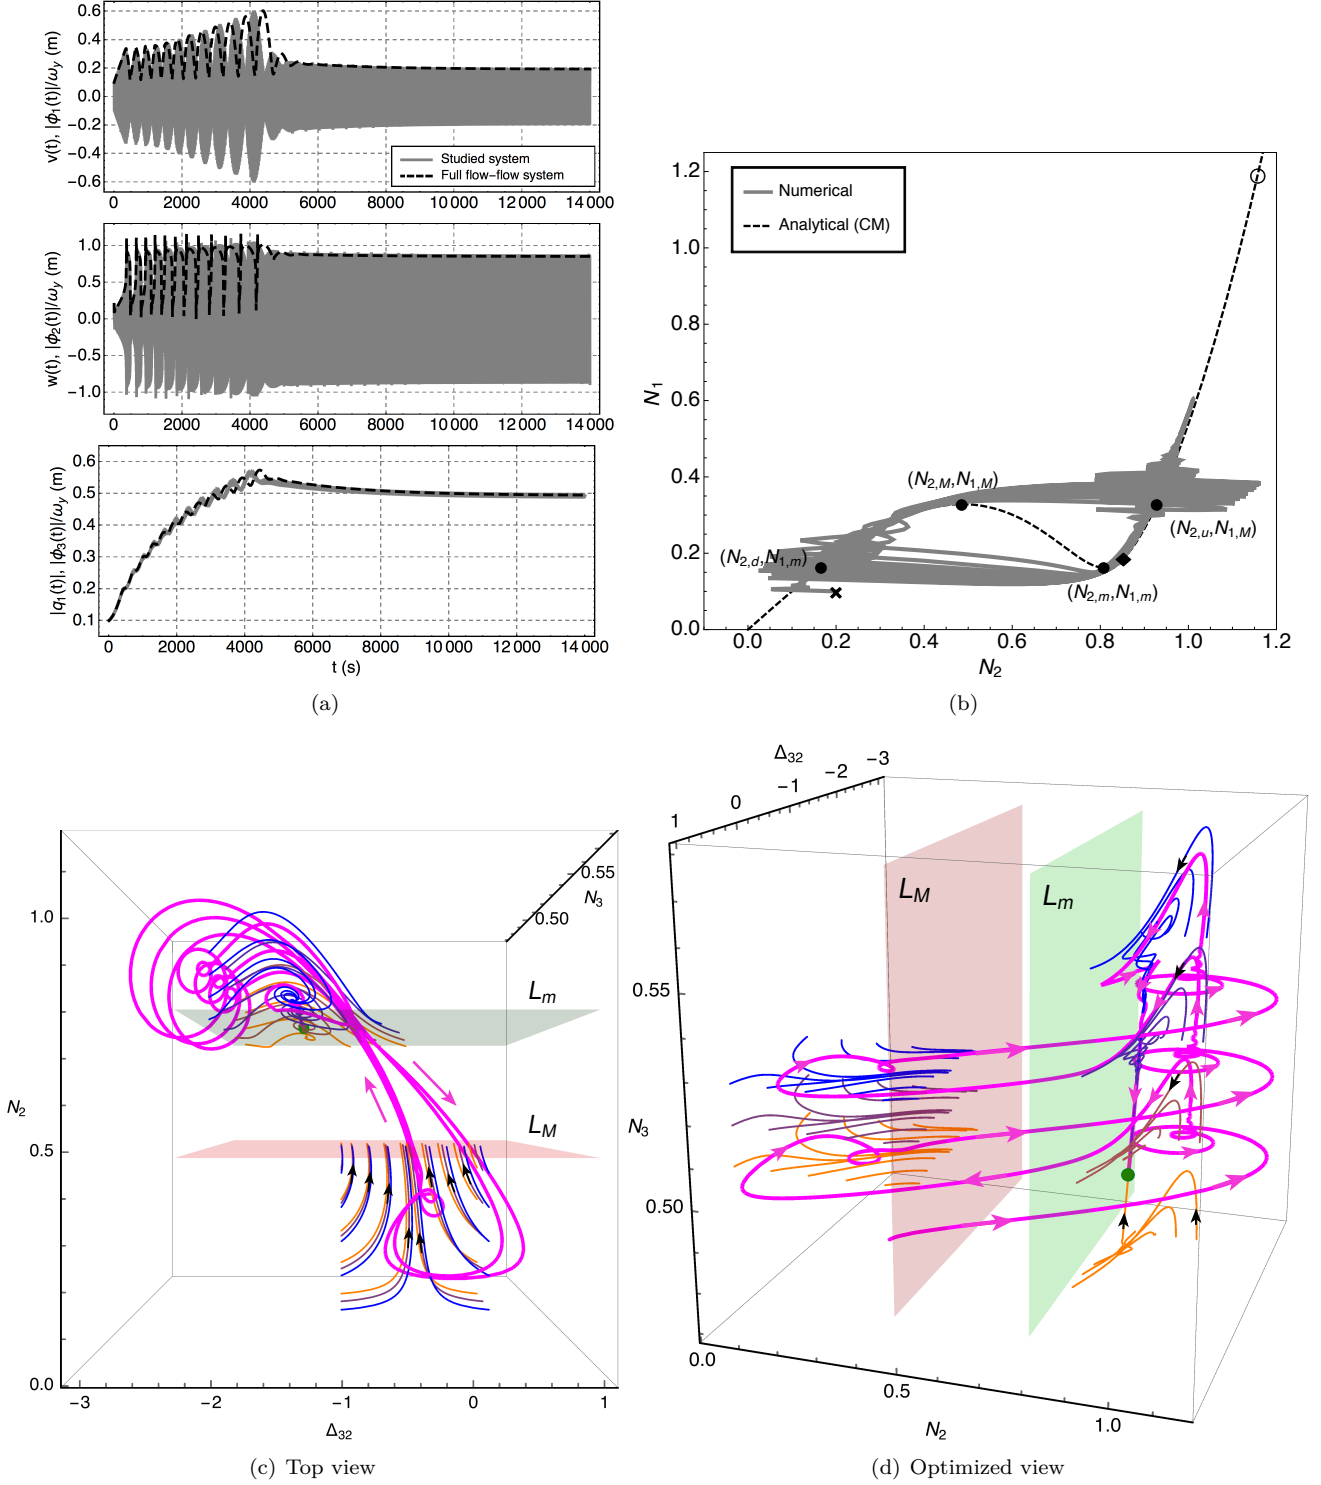 v(t), |ϕ1(t)|/ωy (m)
0.6
0.4
0.2
0.0
−0.2
−0.4
−0.6
Studied system
Full flow−flow system
0 2000 4000 6000 8000 10 000 12 000 14 000
w(t), |ϕ2(t)|/ωy (m)
1.0
0.5
0.0
−0.5
−1.0
0 2000 4000 6000 8000 10 000 12 000 14 000
|q1(t)|, |ϕ3(t)|/ωy (m)
0.6
0.5
0.4
0.3
0.2
0.1
0 2000 4000 6000 8000 10 000 12 000 14 000
t (s)
(a)
N1
1.2
1.0
0.8
0.6
0.4
0.2
0.0
Numerical
Analytical (CM)
(N2,M,N1,M)
(N2,u,N1,M)
(N2,d,N1,m)
(N2,m,N1,m)
0.0 0.2 0.4 0.6 0.8 1.0 1.2
N2
(b)
0.55
N3
0.50
1.0
Lm
N2
LM
0.5
0.0
−3 −2 −1 0 1
Δ32
(c) Top view
Δ32
−3
−2
−1
0
1
LM
Lm
0.55
N3
0.50
0.0
0.5
1.0
N2
(d) Optimized view